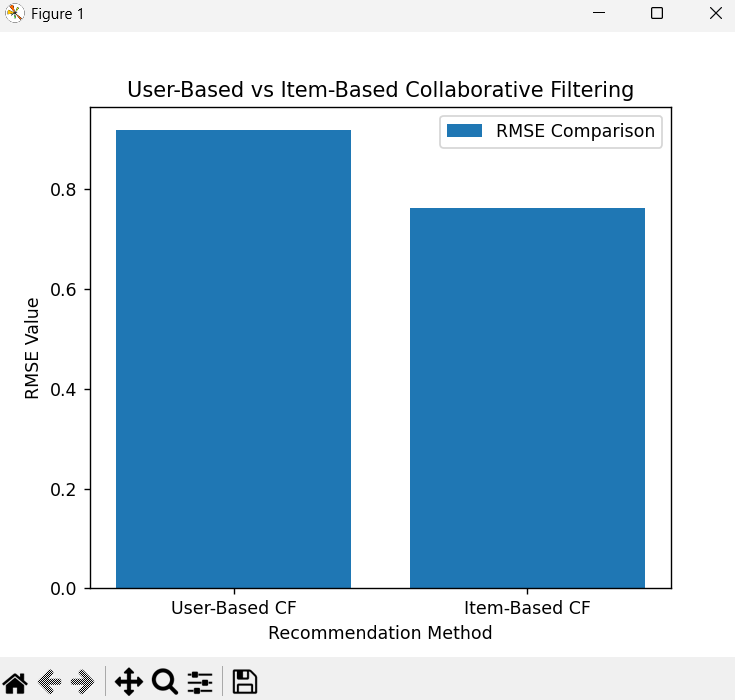 Figure 1
User-Based vs Item-Based Collaborative Filtering
RMSE Comparison
0.8
0.6
0.4
0.2
0.0
RMSE Value
User-Based CF
Item-Based CF
Recommendation Method